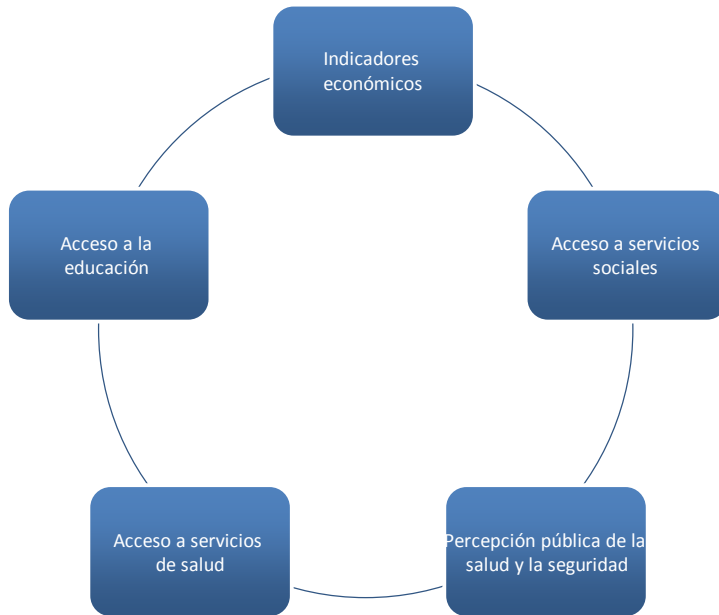 Indicadores
económicos
Acceso a servicios
sociales
Percepción pública de la
salud y la seguridad
Acceso a servicios
de salud
Acceso a la
educación